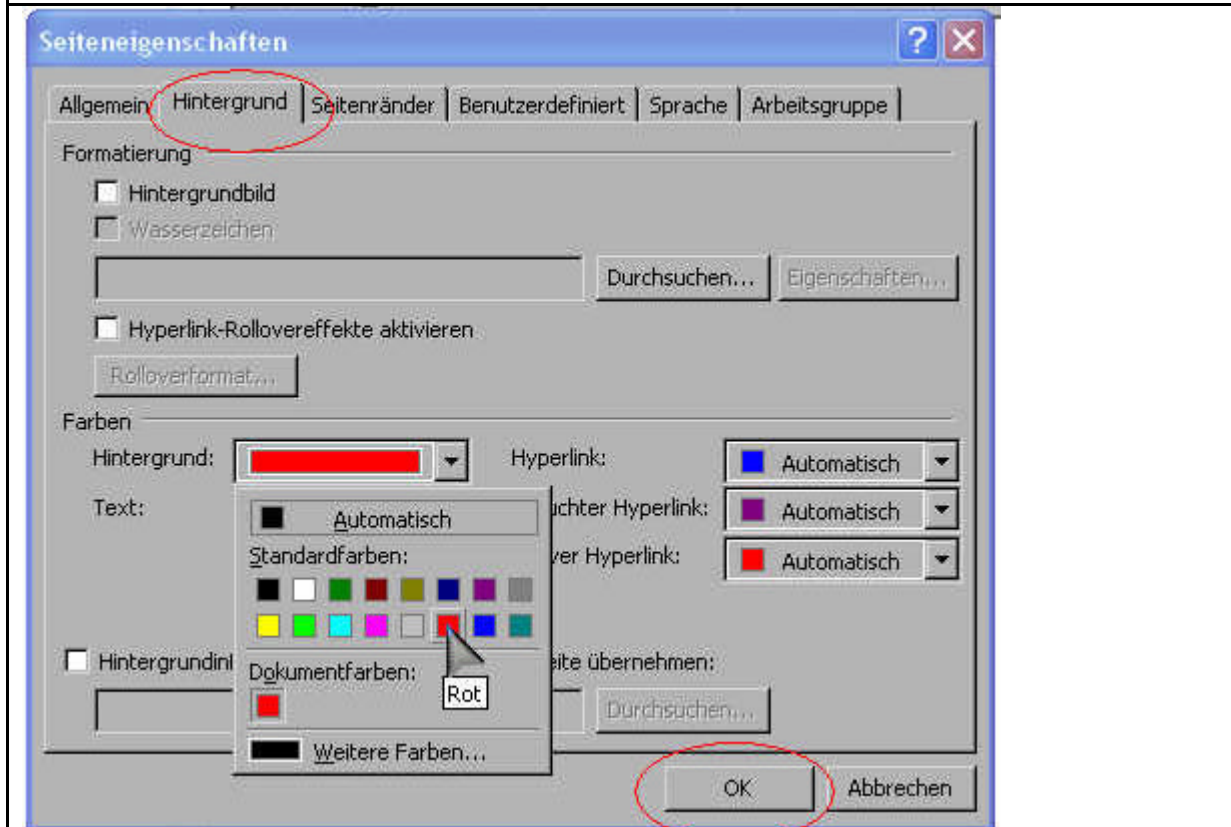 Seiteneigenschaften
Allgemein Hintergrund Seitenränder Benutzerdefiniert Sprache Arbeitsgruppe
Formatierung
Hintergrundbild
Wasserzeichen
Durchsuchen... Eigenschaften...
Hyperlink-Rollovereffekte aktivieren
Rolloverformat...
Farben
Hintergrund: Hyperlink: Automatisch
Text: uchter Hyperlink: Automatisch
Automatisch
Standardfarben: ver Hyperlink: Automatisch
Hintergrundin eite übernehmen:
Dokumentfarben:
Rot
Durchsuchen...
Weitere Farben...
OK Abbrechen